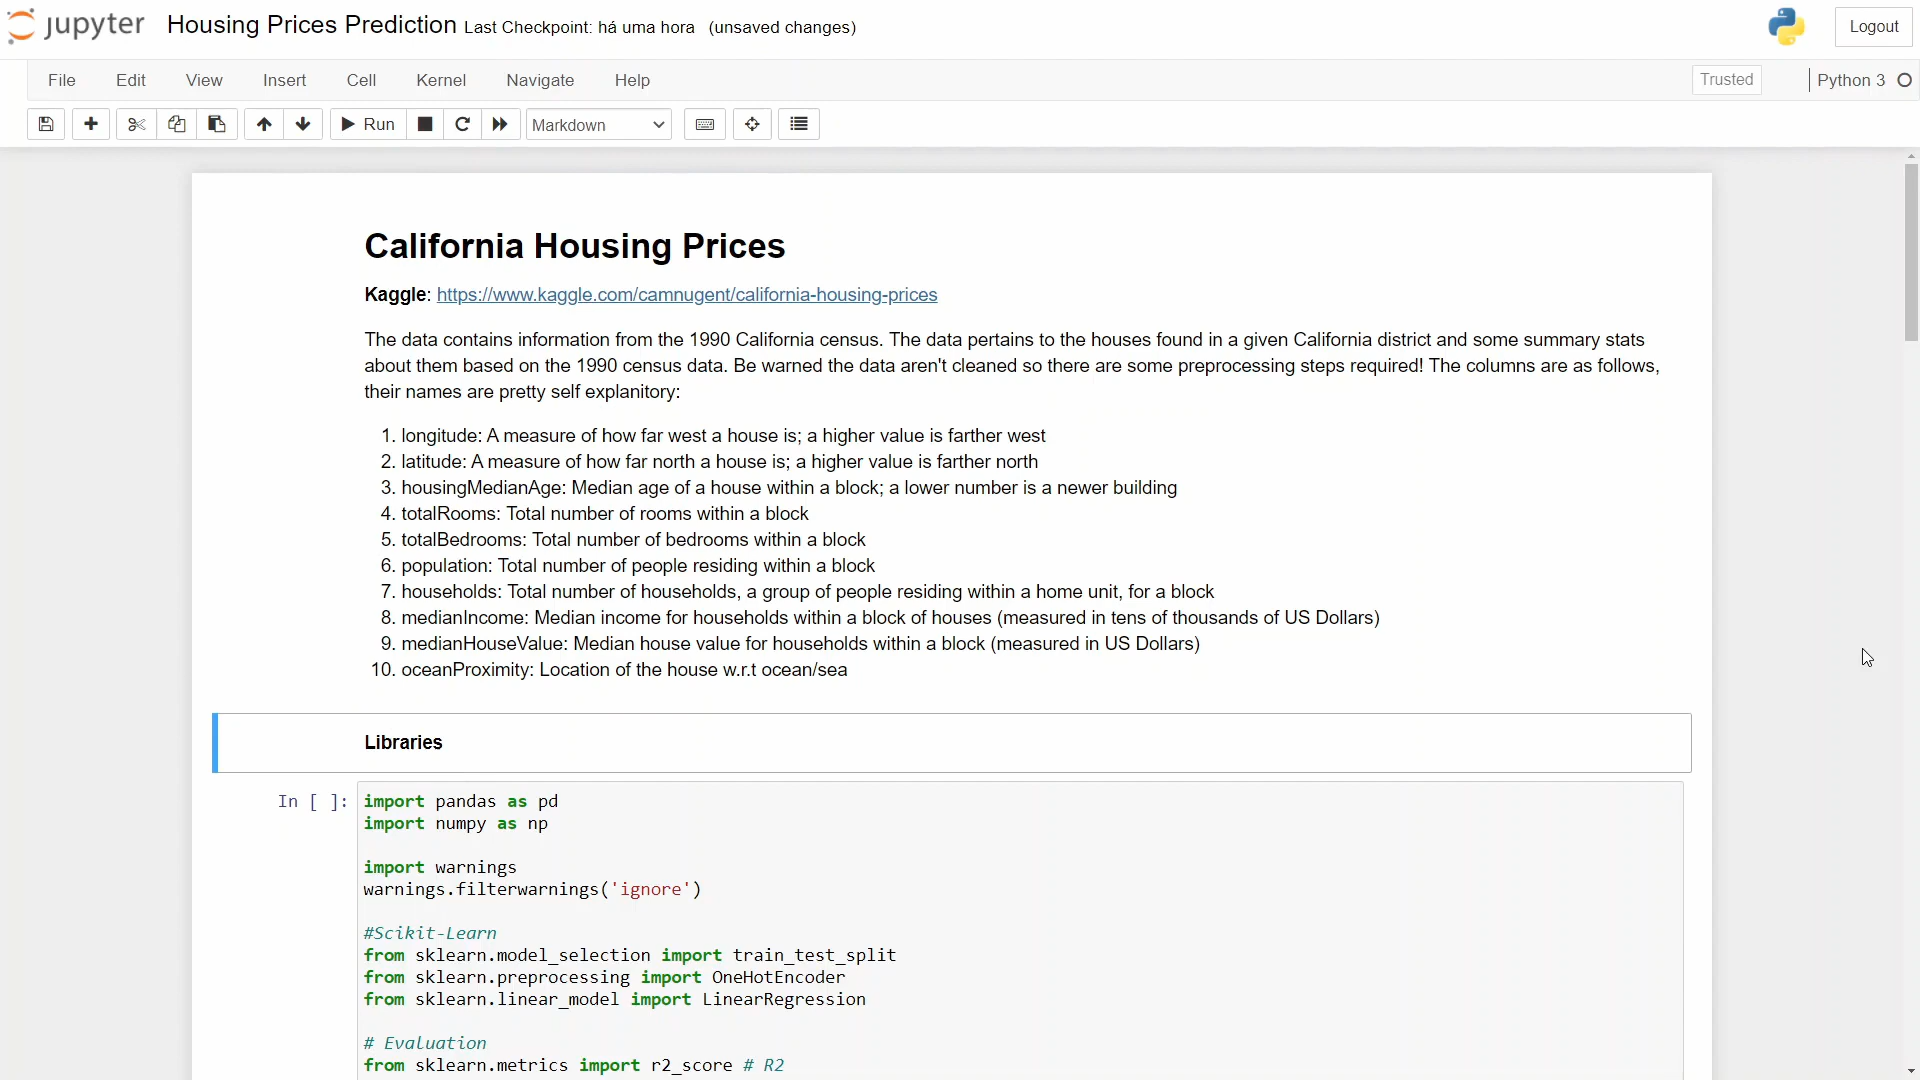 jupyter Housing Prices Prediction Last Checkpoint: há uma hora (unsaved changes) Logout
File Edit View Insert Cell Kernel Navigate Help Trusted Python 3
Run Markdown
California Housing Prices
Kaggle: https://www.kaggle.com/camnugent/california-housing-prices
The data contains information from the 1990 California census. The data pertains to the houses found in a given California district and some summary stats
about them based on the 1990 census data. Be warned the data aren't cleaned so there are some preprocessing steps required! The columns are as follows,
their names are pretty self explanitory:
1. longitude: A measure of how far west a house is; a higher value is farther west
2. latitude: A measure of how far north a house is; a higher value is farther north
3. housingMedianAge: Median age of a house within a block; a lower number is a newer building
4. totalRooms: Total number of rooms within a block
5. totalBedrooms: Total number of bedrooms within a block
6. population: Total number of people residing within a block
7. households: Total number of households, a group of people residing within a home unit, for a block
8. medianIncome: Median income for households within a block of houses (measured in tens of thousands of US Dollars)
9. medianHouseValue: Median house value for households within a block (measured in US Dollars)
10. oceanProximity: Location of the house w.r.t ocean/sea
Libraries
In [ ]: import pandas as pd
import numpy as np
import warnings
warnings.filterwarnings('ignore')
#Scikit-Learn
from sklearn.model_selection import train_test_split
from sklearn.preprocessing import OneHotEncoder
from sklearn.linear_model import LinearRegression
# Evaluation
from sklearn.metrics import r2_score # R2